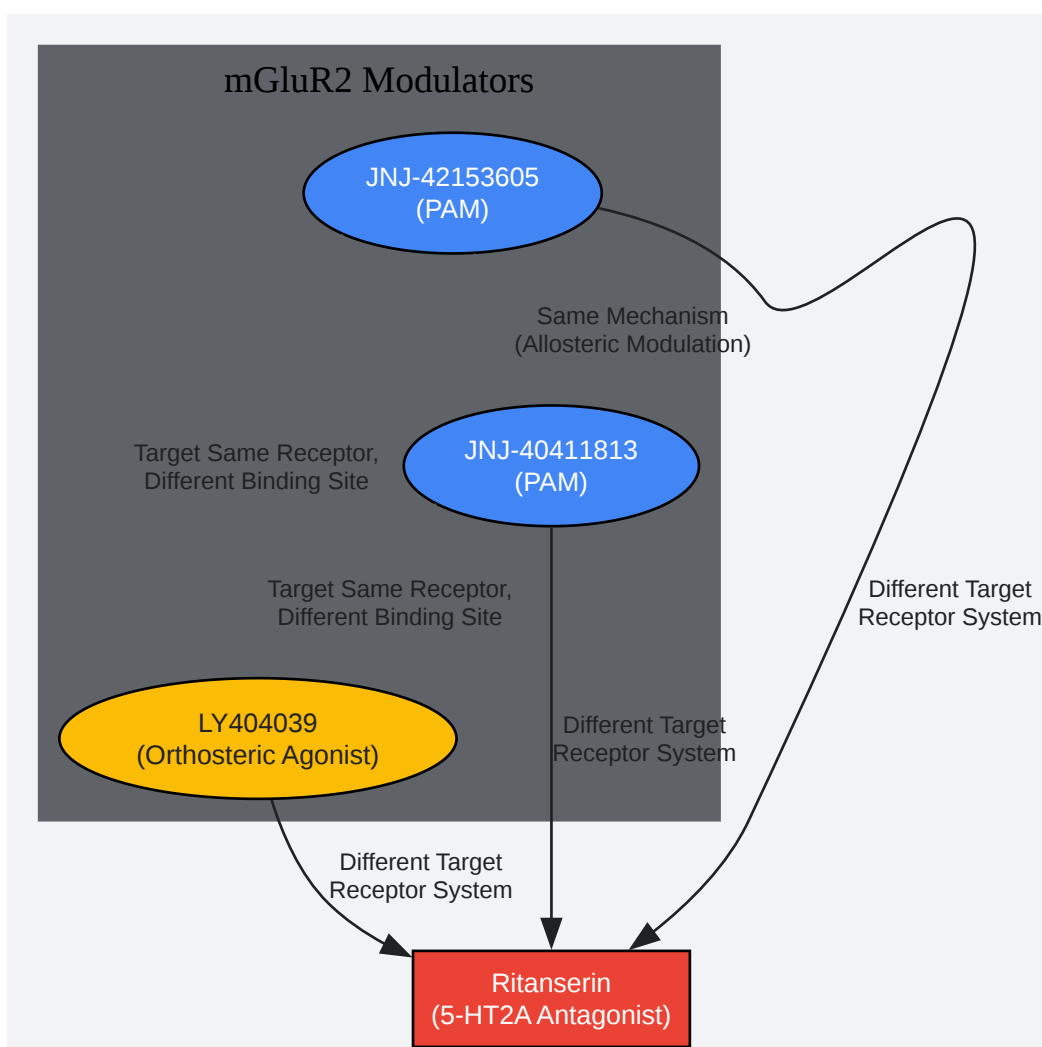 mGluR2 Modulators
JNJ-42153605
(PAM)
Same Mechanism
(Allosteric Modulation)
JNJ-40411813
(PAM)
Target Same Receptor,
Different Binding Site
Target Same Receptor,
Different Binding Site
Different Target
Receptor System
LY404039
(Orthosteric Agonist)
Different Target
Receptor System
Different Target
Receptor System
Ritanserin
(5-HT2A Antagonist)